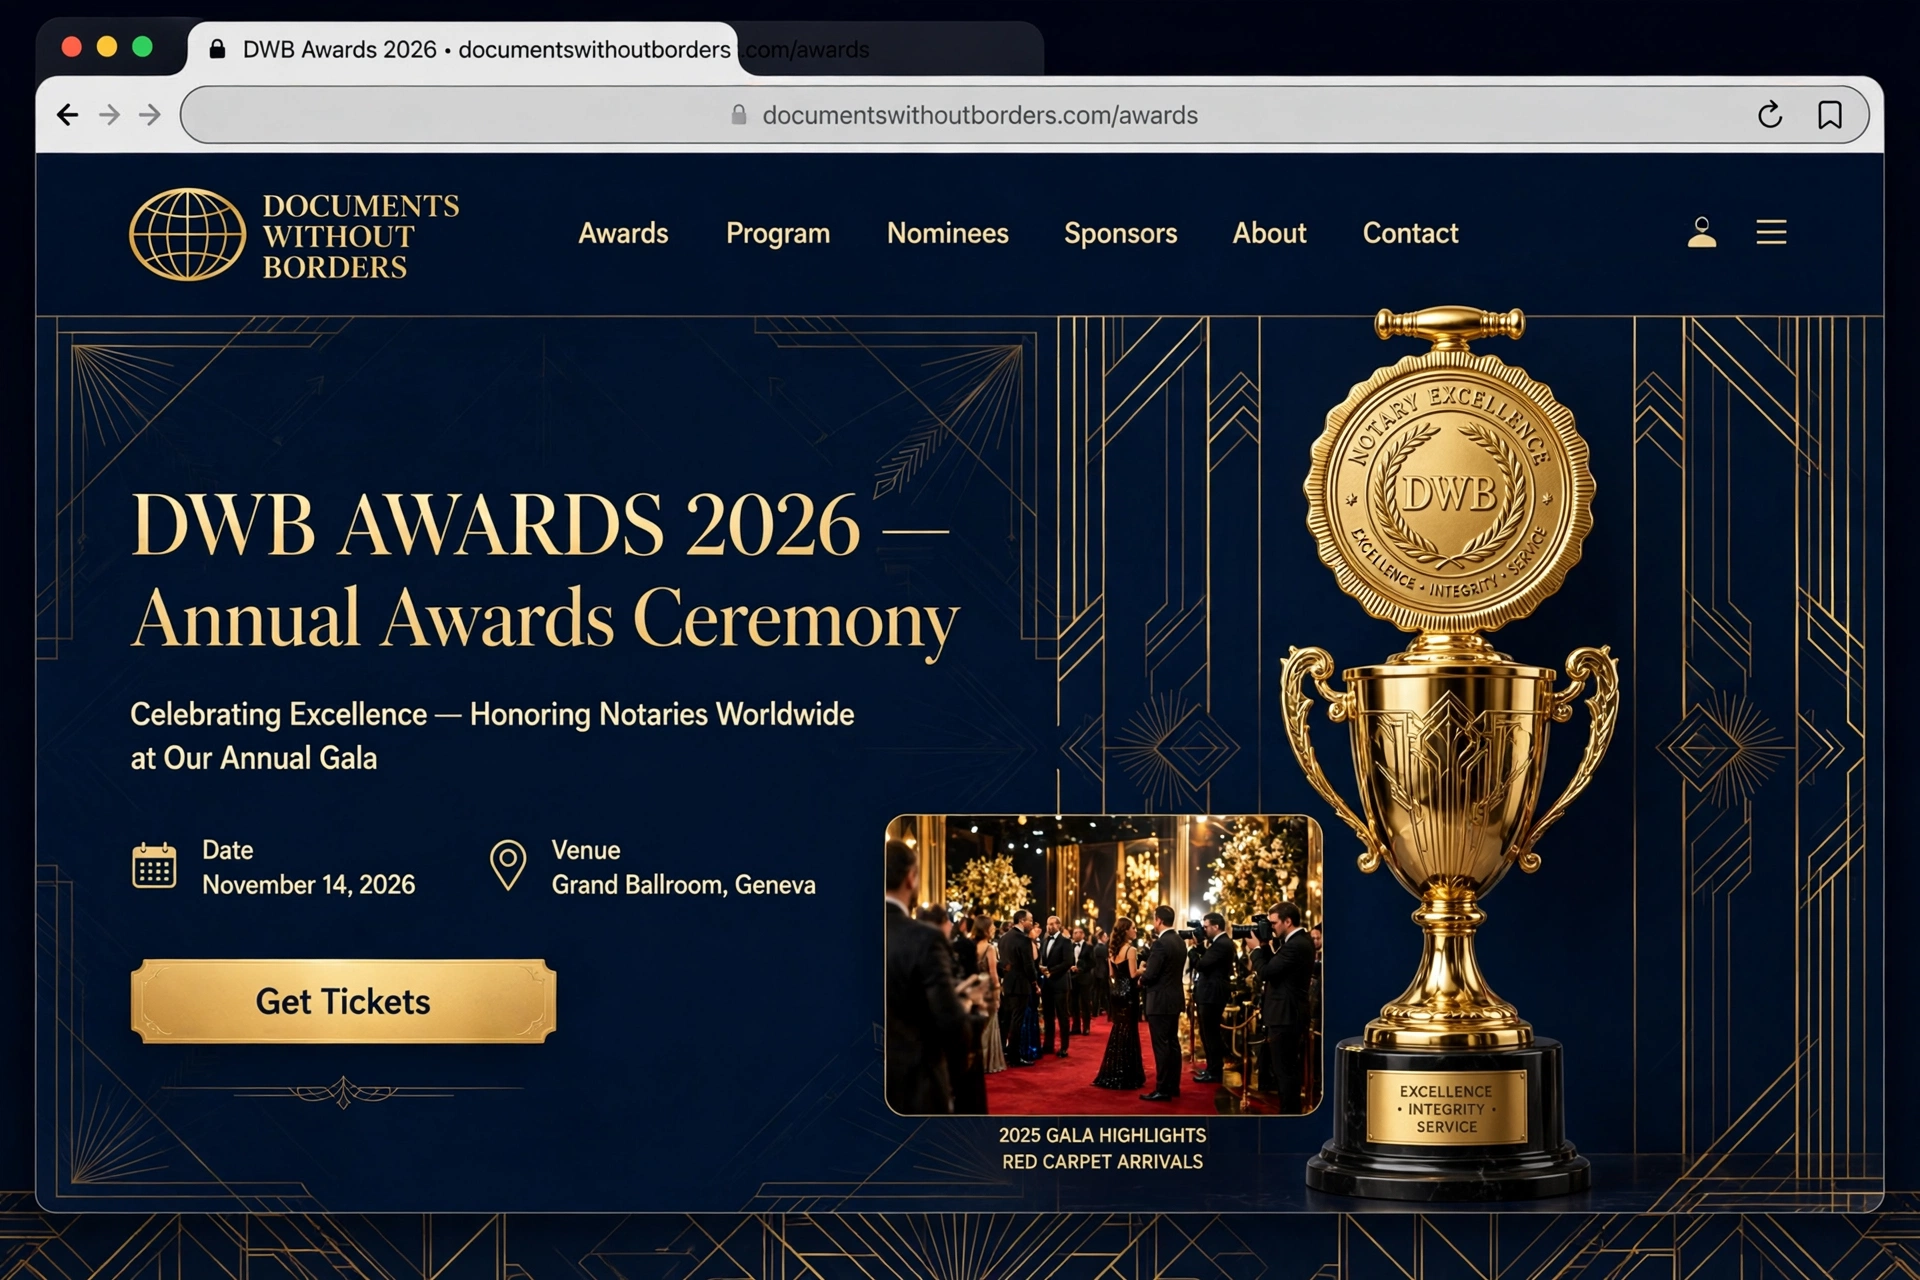 DWB Awards 2026 • documentswithoutborders.com/awards
documentswithoutborders.com/awards
DOCUMENTS
WITHOUT
BORDERS
Awards
Program
Nominees
Sponsors
About
Contact
DWB AWARDS 2026 —
Annual Awards Ceremony
Celebrating Excellence — Honoring Notaries Worldwide
at Our Annual Gala
Date
November 14, 2026
Venue
Grand Ballroom, Geneva
Get Tickets
2025 GALA HIGHLIGHTS
RED CARPET ARRIVALS
NOTARY EXCELLENCE
DWB
EXCELLENCE • INTEGRITY • SERVICE
EXCELLENCE
• INTEGRITY •
SERVICE